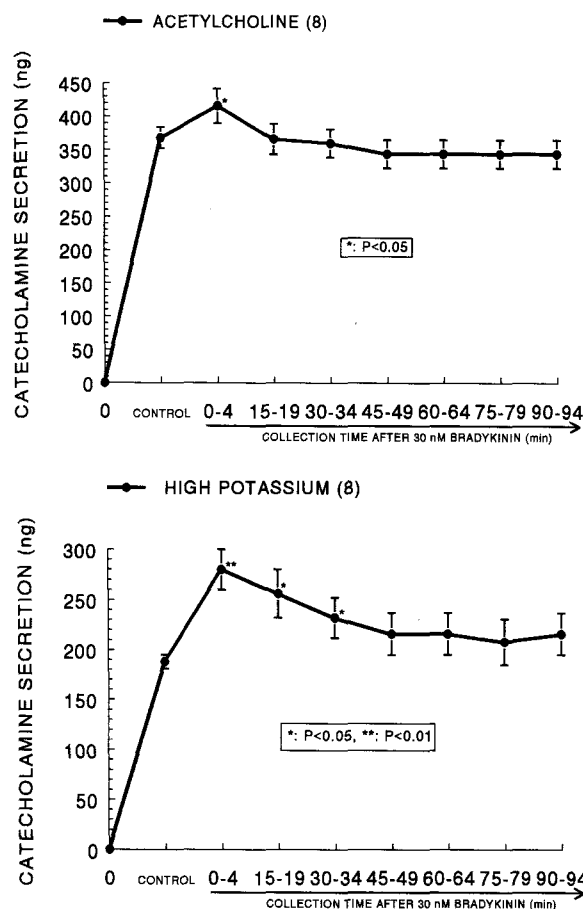 ACETYLCHOLINE (8)
CATECHOLAMINE SECRETION (ng)
450
400
350
300
250
200
150
100
50
0
*
*: P<0.05
0 CONTROL 0-4 15-19 30-34 45-49 60-64 75-79 90-94
COLLECTION TIME AFTER 30 nM BRADYKININ (min)
HIGH POTASSIUM (8)
CATECHOLAMINE SECRETION (ng)
300
250
200
150
100
50
0
** * *
*: P<0.05, **: P<0.01
0 CONTROL 0-4 15-19 30-34 45-49 60-64 75-79 90-94
COLLECTION TIME AFTER 30 nM BRADYKININ (min)